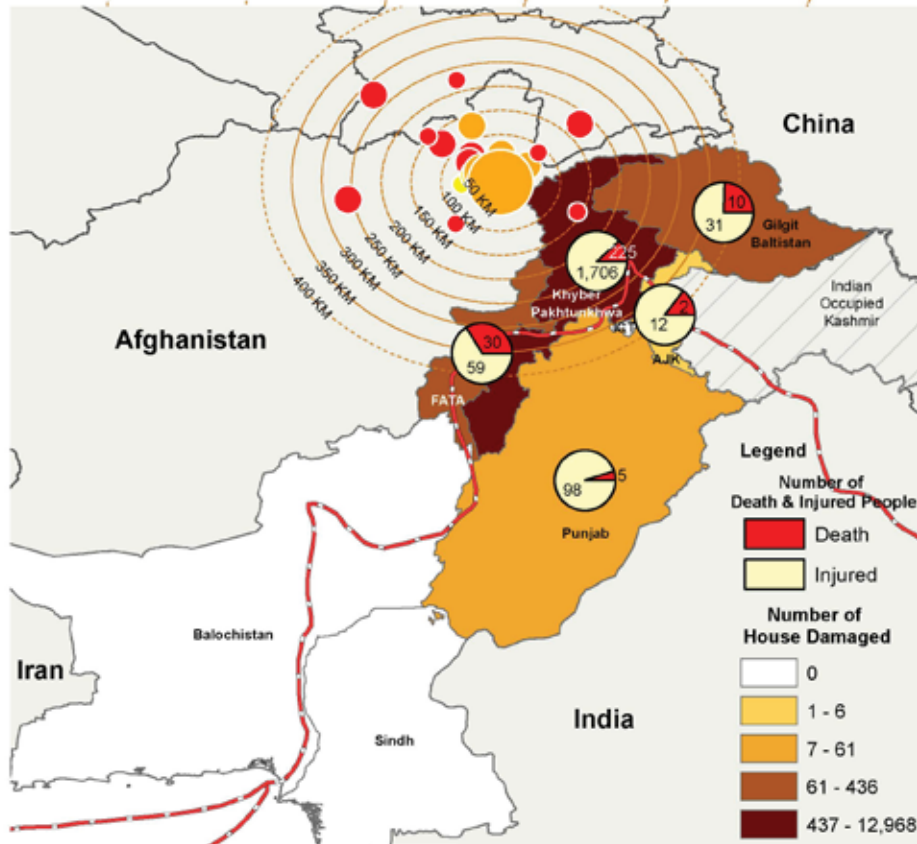 China
50 KM
100 KM
150 KM
200 KM
250 KM
300 KM
350 KM
400 KM
10
31
Gilgit
Baltistan
225
1,706
Khyber
Pakhtunkhwa
Indian
Occupied
Kashmir
2
12
AJK
Afghanistan
30
59
FATA
98
5
Punjab
Balochistan
Iran
Sindh
India
Legend
Number of
Death & Injured People
Death
Injured
Number of
House Damaged
0
1 - 6
7 - 61
61 - 436
437 - 12,968